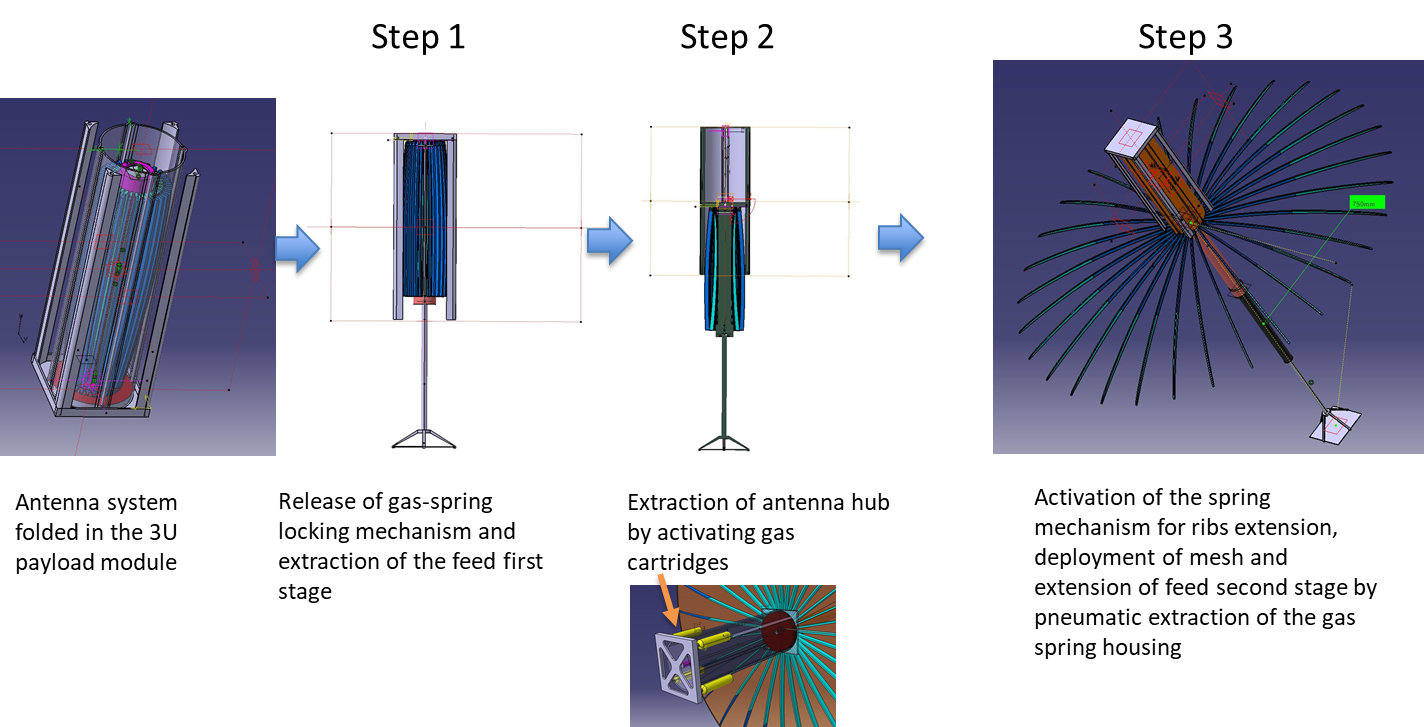 Step 1
Step 2
Step 3
750mm
Antenna system
folded in the 3U
payload module
Release of gas-spring
locking mechanism and
extraction of the feed first
stage
Extraction of antenna hub
by activating gas
cartridges
Activation of the spring
mechanism for ribs extension,
deployment of mesh and
extension of feed second stage by
pneumatic extraction of the gas
spring housing